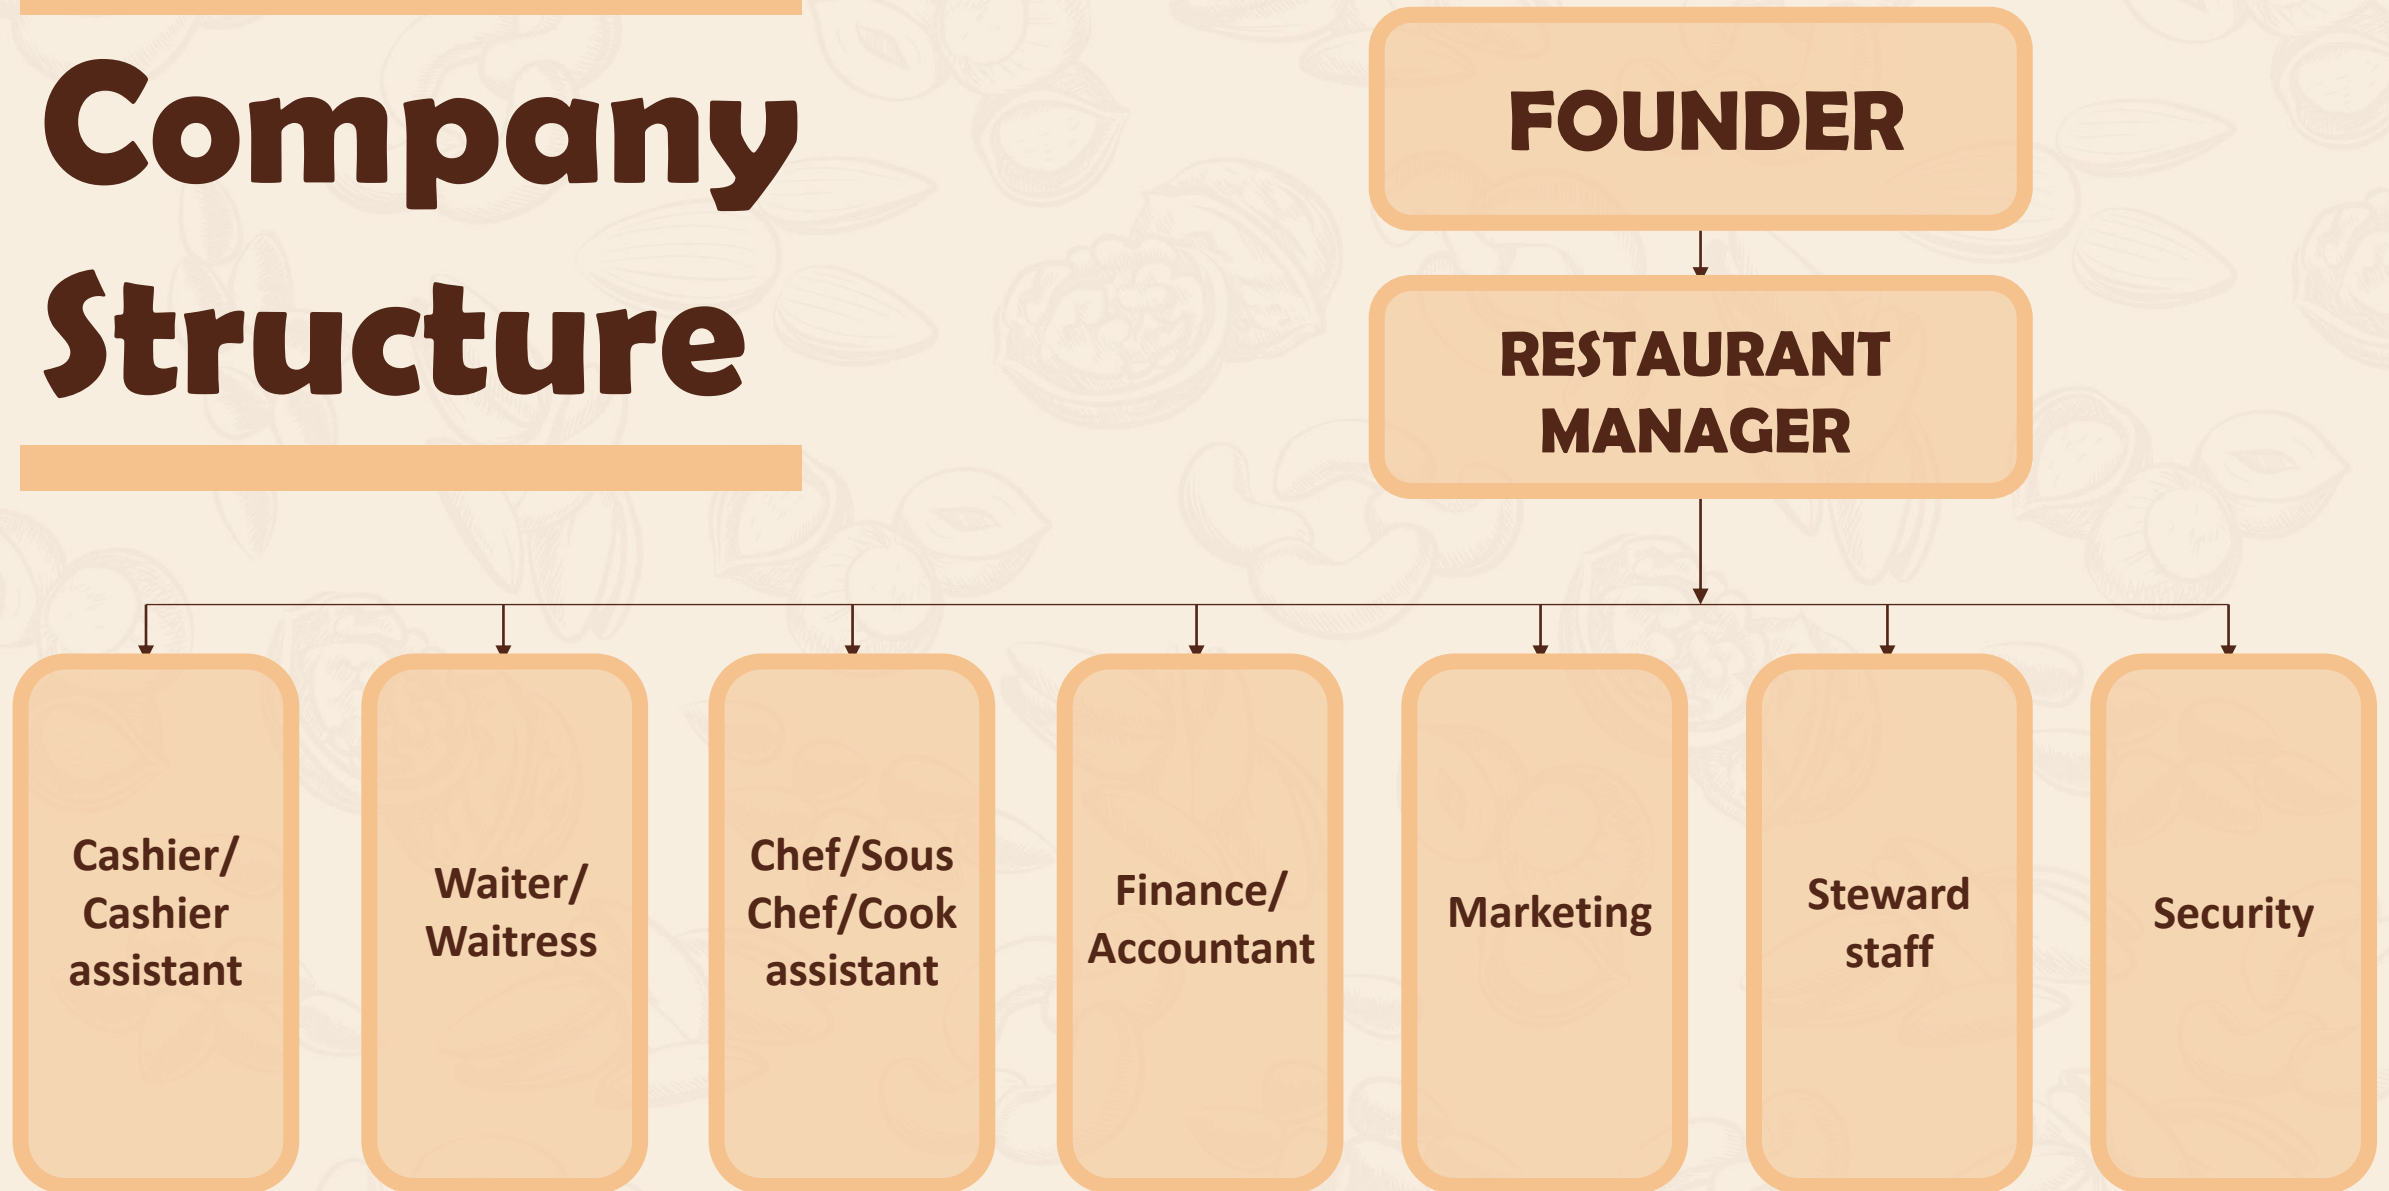 Company
Structure
FOUNDER
RESTAURANT
MANAGER
Cashier/
Cashier
assistant
Waiter/
Waitress
Chef/Sous
Chef/Cook
assistant
Finance/
Accountant
Marketing
Steward
staff
Security